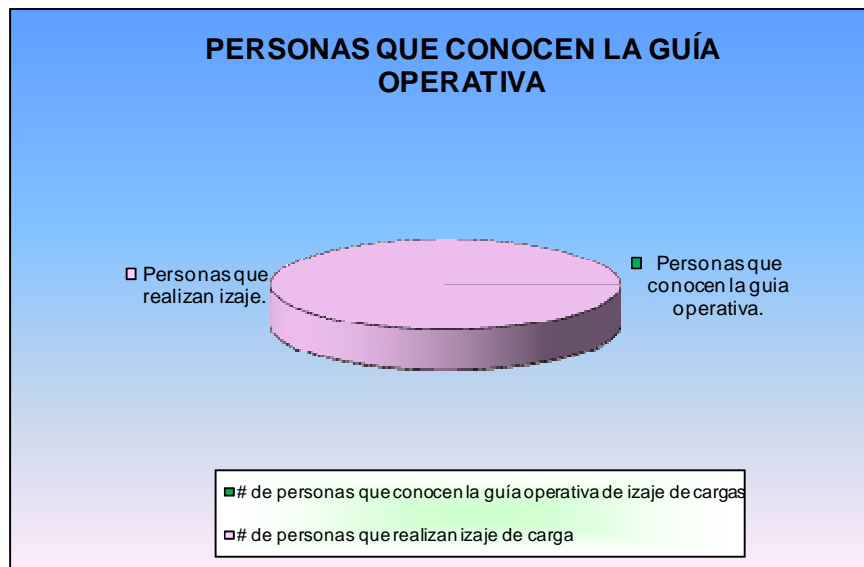 PERSONAS QUE CONOCEN LA GUÍA
OPERATIVA
Personas que
realizan izaje.
Personas que
conocen la guia
operativa.
# de personas que conocen la guía operativa de izaje de cargas
# de personas que realizan izaje de carga